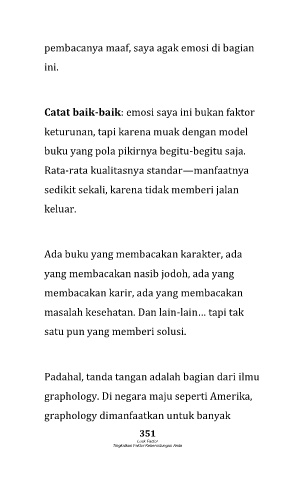 pembacanya maaf, saya agak emosi di bagian
ini.
Catat baik-baik: emosi saya ini bukan faktor
keturunan, tapi karena muak dengan model
buku yang pola pikirnya begitu-begitu saja.
Rata-rata kualitasnya standar—manfaatnya
sedikit sekali, karena tidak memberi jalan
keluar.
Ada buku yang membacakan karakter, ada
yang membacakan nasib jodoh, ada yang
membacakan karir, ada yang membacakan
masalah kesehatan. Dan lain-lain... tapi tak
satu pun yang memberi solusi.
Padahal, tanda tangan adalah bagian dari ilmu
graphology. Di negara maju seperti Amerika,
graphology dimanfaatkan untuk banyak
351
Luck Factor
Tingkatkan Faktor Keberuntungan Anda